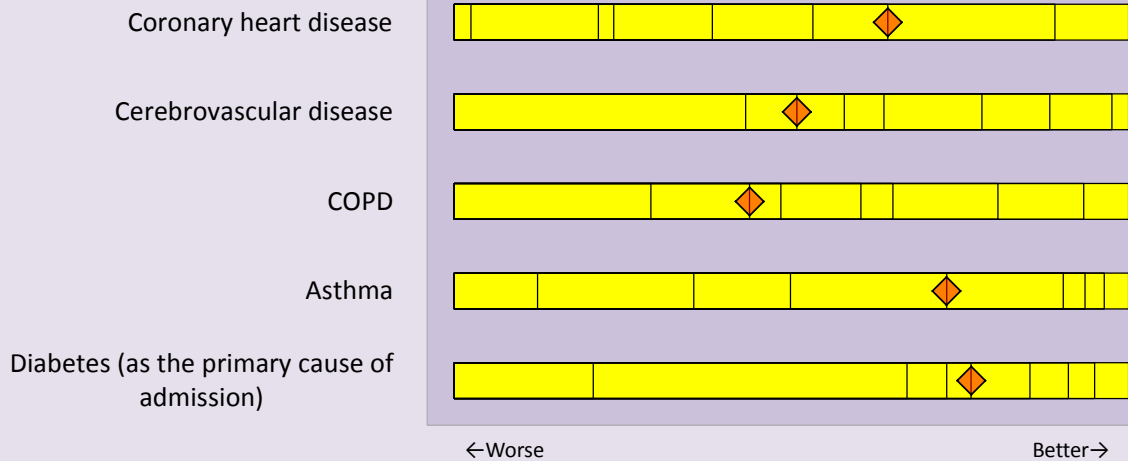 Coronary heart disease
Cerebrovascular disease
COPD
Asthma
Diabetes (as the primary cause of
admission)
←Worse
Better→